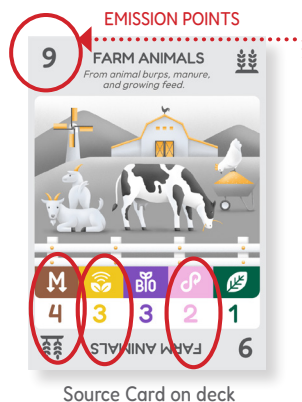 EMISSION POINTS
9
FARM ANIMALS
From animal burps, manure,
and growing feed.
M
BIO
4 3 3 2 1
FARM ANIMALS
9
Source Card on deck